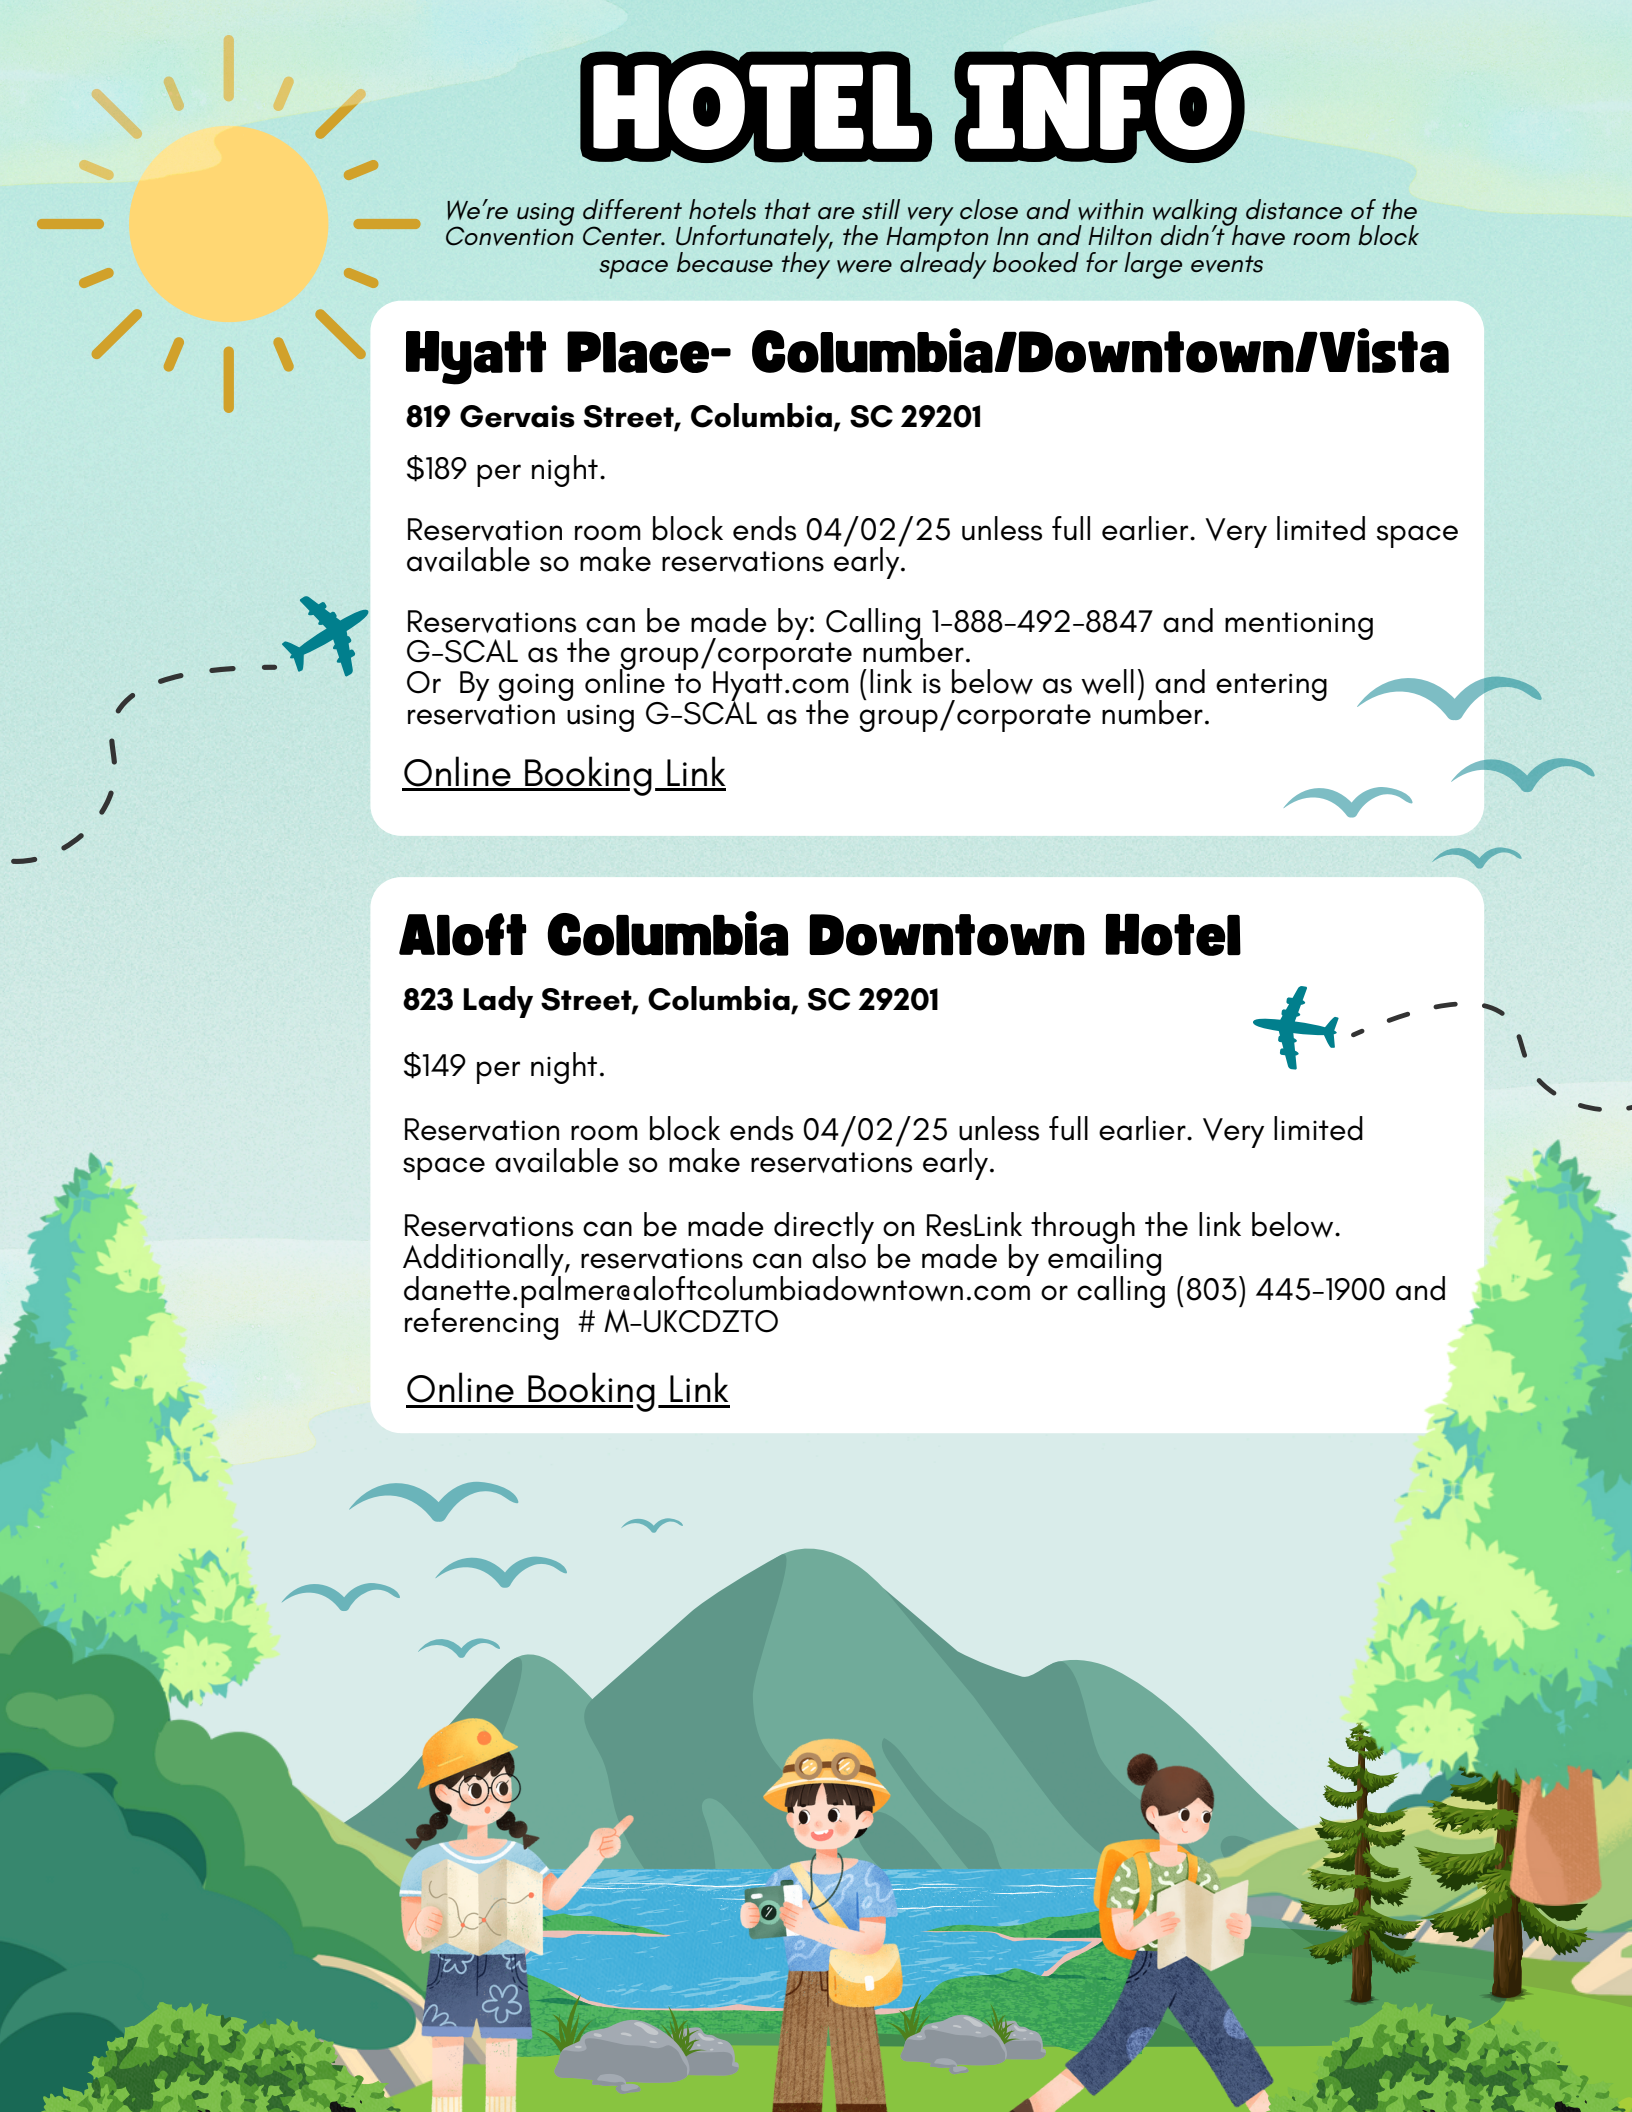 HOTEL INFO
We're using different hotels that are still very close and within walking distance of the
Convention Center. Unfortunately, the Hampton Inn and Hilton didn't have room block
space because they were already booked for large events
Hyatt Place- Columbia/Downtown/Vista
819 Gervais Street, Columbia, SC 29201
$189 per night.
Reservation room block ends 04/02/25 unless full earlier. Very limited space
available so make reservations early.
Reservations can be made by: Calling 1-888-492-8847 and mentioning
G-SCAL as the group/corporate number.
Or  By going online to Hyatt.com (link is below as well) and entering
reservation using G-SCAL as the group/corporate number.
Online Booking Link
Aloft Columbia Downtown Hotel
823 Lady Street, Columbia, SC 29201
$149 per night.
Reservation room block ends 04/02/25 unless full earlier. Very limited
space available so make reservations early.
Reservations can be made directly on ResLink through the link below.
Additionally, reservations can also be made by emailing
danette.palmer@aloftcolumbiadowntown.com or calling (803) 445-1900 and
referencing  # M-UKCDZTO
Online Booking Link